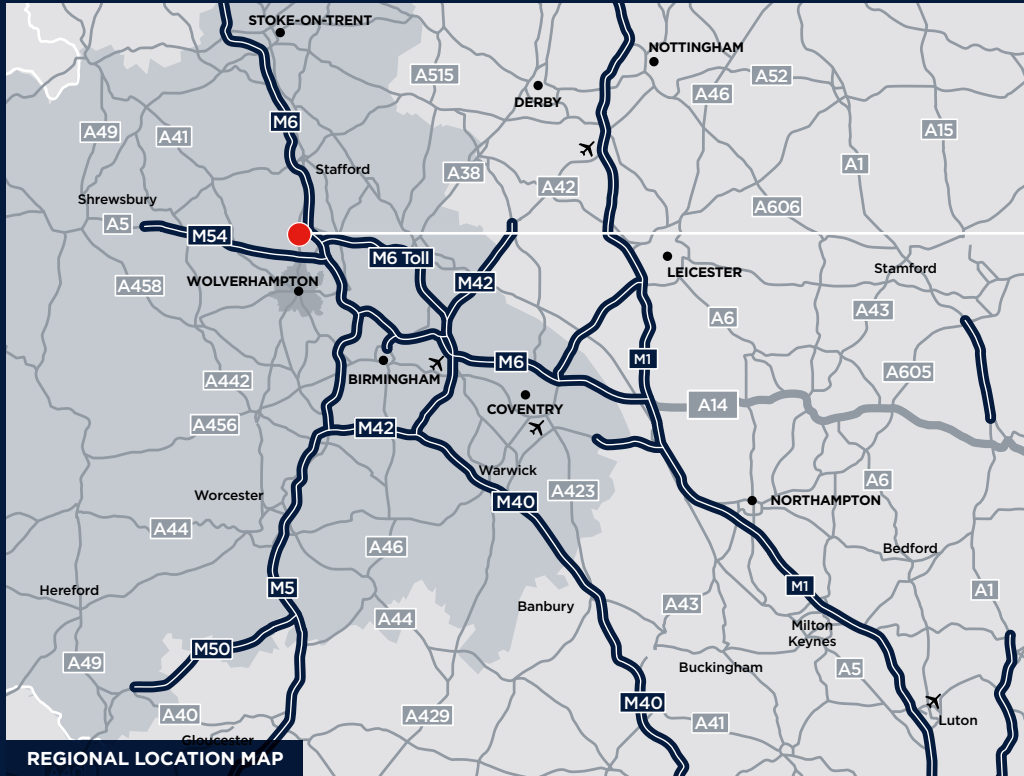 STOKE-ON-TRENT
NOTTINGHAM
A515
A52
A46
DERBY
M6
A49
A41
A15
A1
Stafford
A38
A42
Shrewsbury
A606
A5
M54
M6 Toll
LEICESTER
Stamford
WOLVERHAMPTON
M42
A458
A43
A6
M6
M1
BIRMINGHAM
A605
A442
COVENTRY
A14
A456
M42
Warwick
A6
Worcester
A423
M40
NORTHAMPTON
A44
A46
Bedford
M5
M1
Hereford
A1
Banbury
A43
A44
Milton
Keynes
M50
A49
Buckingham
A5
M40
A40
A429
A41
Luton
Gloucester
REGIONAL LOCATION MAP